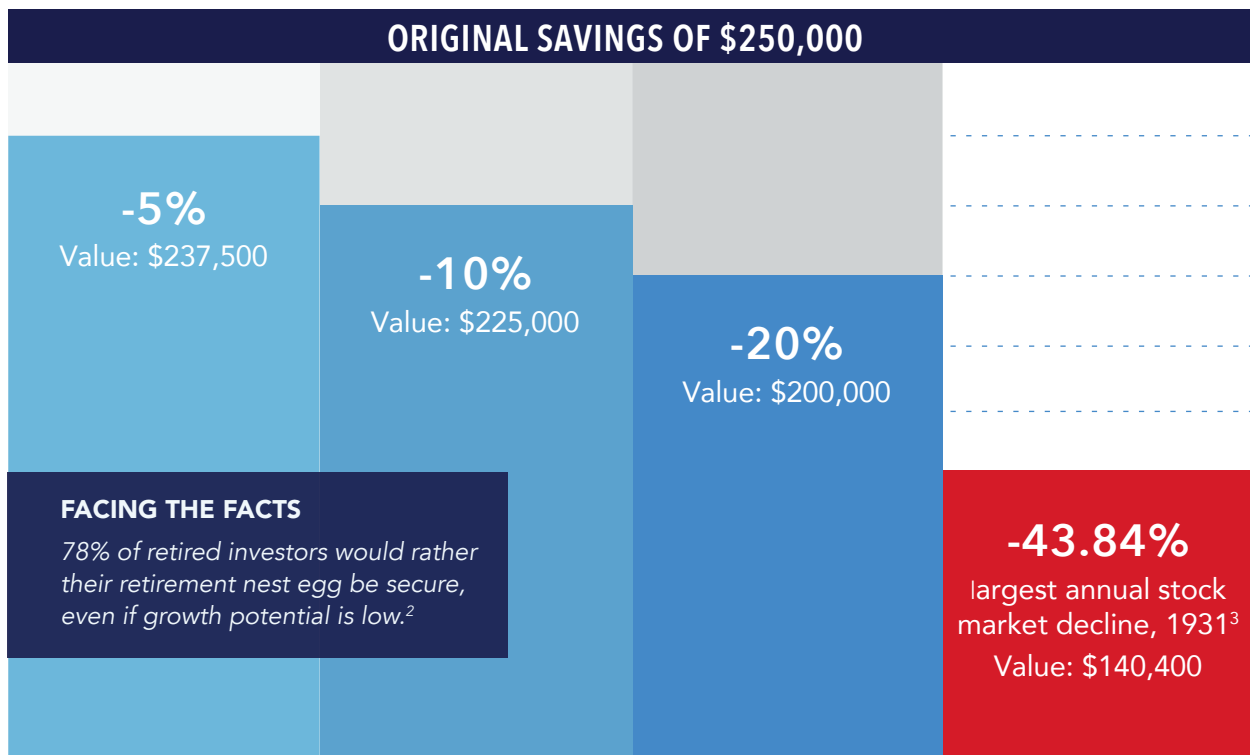 ORIGINAL SAVINGS OF $250,000
-5%
Value: $237,500
-10%
Value: $225,000
-20%
Value: $200,000
-43.84%
largest annual stock
market decline, 1931³
Value: $140,400
FACING THE FACTS
78% of retired investors would rather
their retirement nest egg be secure,
even if growth potential is low.²